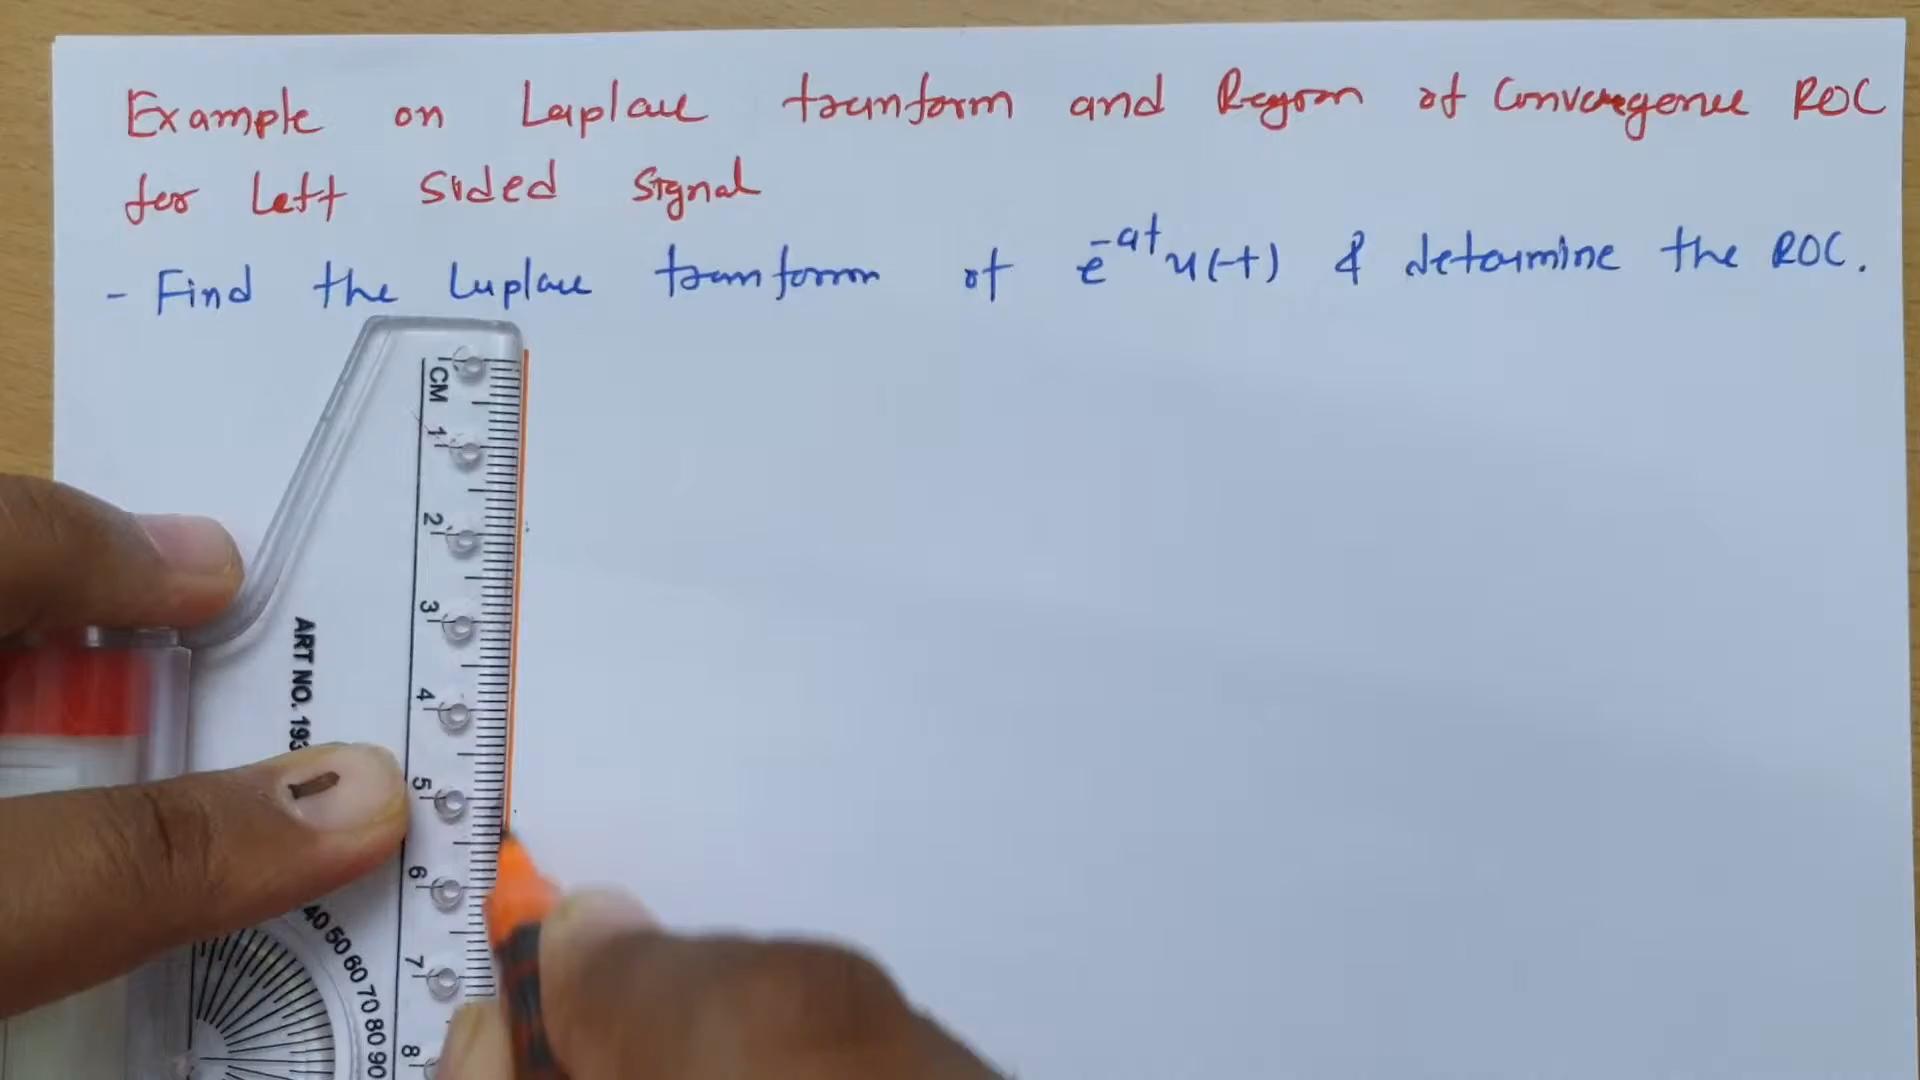 Example on Laplace tranform and Region of Convergence ROC
for Left Sided Signal
- Find the Laplace tranform of e^-at u(-t) & determine the ROC.
CM
1
2
3
4
5
6
7
8
ART NO. 193
40 50 60 70 80 90